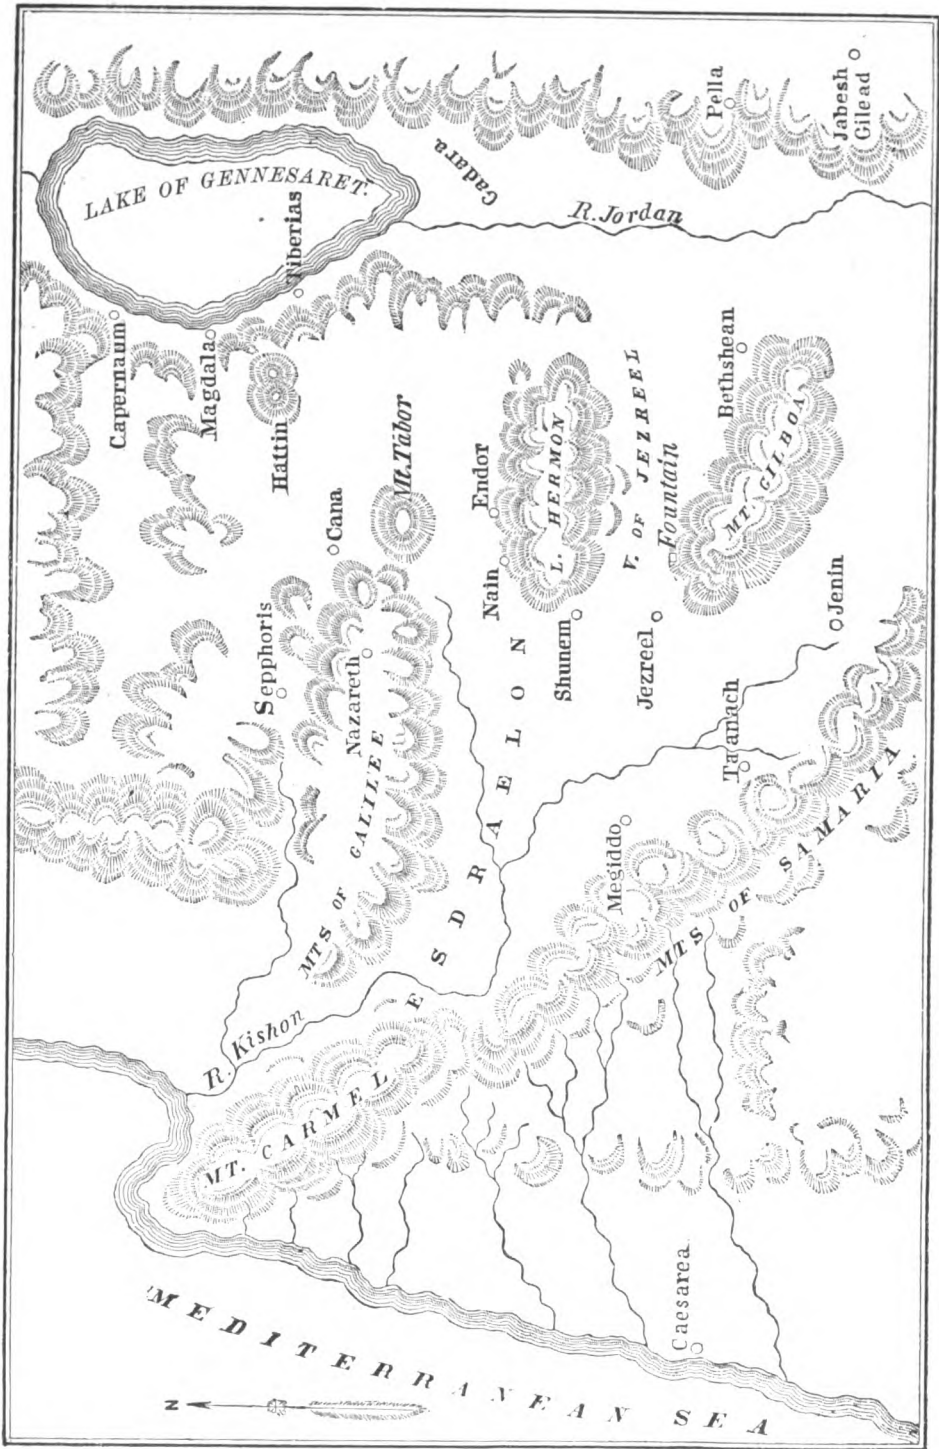 LAKE OF GENNESARET.
Tiberias
Capernaum
Magdala
Hattin
Gadara
R. Jordan
Pella
Jabesh
Gilead
Cana
Mt. Tabor
Sepphoris
Nazareth
MTS OF GALILEE
Endor
Nain
L. HERMON
Shunem
V. OF JEZREEL
Fountain
Jezreel
Bethshean
MT. GILBOA
Jenin
Taanach
Megiddo
MTS OF SAMARIA
ESDRAELON
R. Kishon
MT. CARMEL
Caesarea
MEDITERRANEAN SEA
N